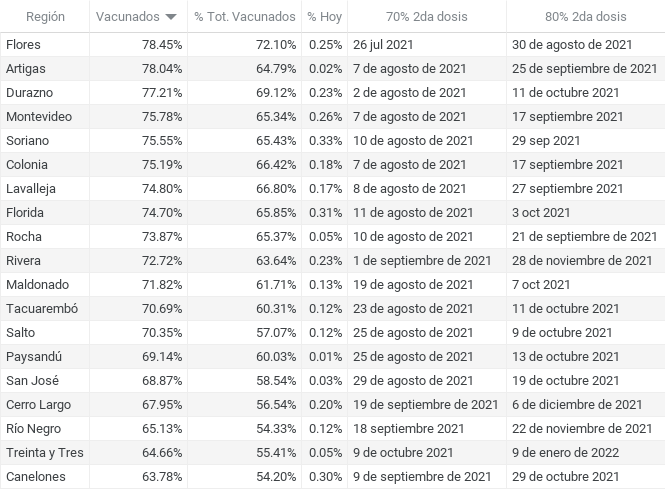 Región Vacunados % Tot. Vacunados % Hoy 70% 2da dosis 80% 2da dosis
Flores 78.45% 72.10% 0.25% 26 jul 2021 30 de agosto de 2021
Artigas 78.04% 64.79% 0.02% 7 de agosto de 2021 25 de septiembre de 2021
Durazno 77.21% 69.12% 0.23% 2 de agosto de 2021 11 de octubre de 2021
Montevideo 75.78% 65.34% 0.26% 7 de agosto de 2021 17 septiembre 2021
Soriano 75.55% 65.43% 0.33% 10 de agosto de 2021 29 sep 2021
Colonia 75.19% 66.42% 0.18% 7 de agosto de 2021 17 septiembre 2021
Lavalleja 74.80% 66.80% 0.17% 8 de agosto de 2021 27 septiembre 2021
Florida 74.70% 65.85% 0.31% 11 de agosto de 2021 3 oct 2021
Rocha 73.87% 65.37% 0.05% 10 de agosto de 2021 21 de septiembre de 2021
Rivera 72.72% 63.64% 0.23% 1 de septiembre de 2021 28 de noviembre de 2021
Maldonado 71.82% 61.71% 0.13% 19 de agosto de 2021 7 oct 2021
Tacuarembó 70.69% 60.31% 0.12% 23 de agosto de 2021 11 de octubre 2021
Salto 70.35% 57.07% 0.12% 25 de agosto de 2021 9 de octubre 2021
Paysandú 69.14% 60.03% 0.01% 25 de agosto de 2021 13 de octubre 2021
San José 68.87% 58.54% 0.03% 29 de agosto de 2021 19 de octubre 2021
Cerro Largo 67.95% 56.54% 0.20% 19 de septiembre de 2021 6 de diciembre de 2021
Río Negro 65.13% 54.33% 0.12% 18 septiembre 2021 22 de noviembre de 2021
Treinta y Tres 64.66% 55.41% 0.05% 9 de octubre de 2021 9 de enero de 2022
Canelones 63.78% 54.20% 0.30% 9 de septiembre de 2021 29 de octubre 2021